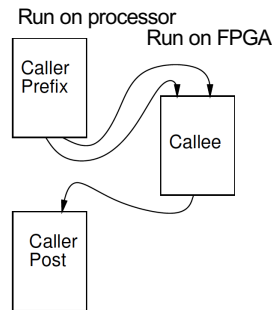 Run on processor
Run on FPGA
Caller
Prefix
Callee
Caller
Post